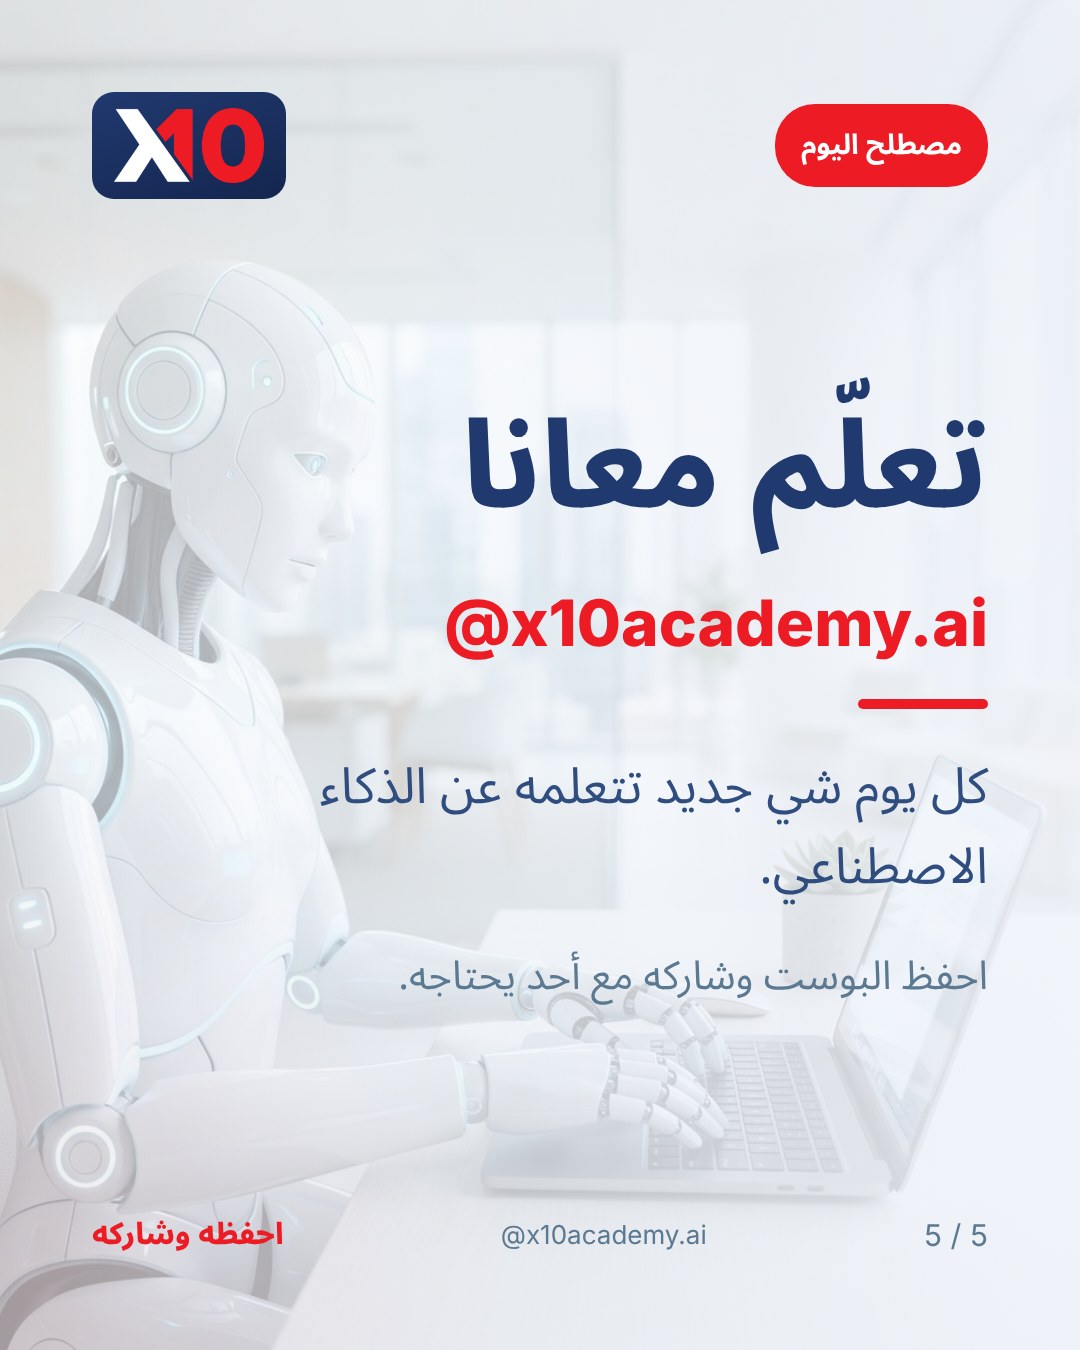 X10
مصطلح اليوم
تعلّم معانا
@x10academy.ai
كل يوم شي جديد تتعلمه عن الذكاء
الاصطناعي.
احفظ البوست وشاركه مع أحد يحتاجه.
احفظه وشاركه
@x10academy.ai
5 / 5